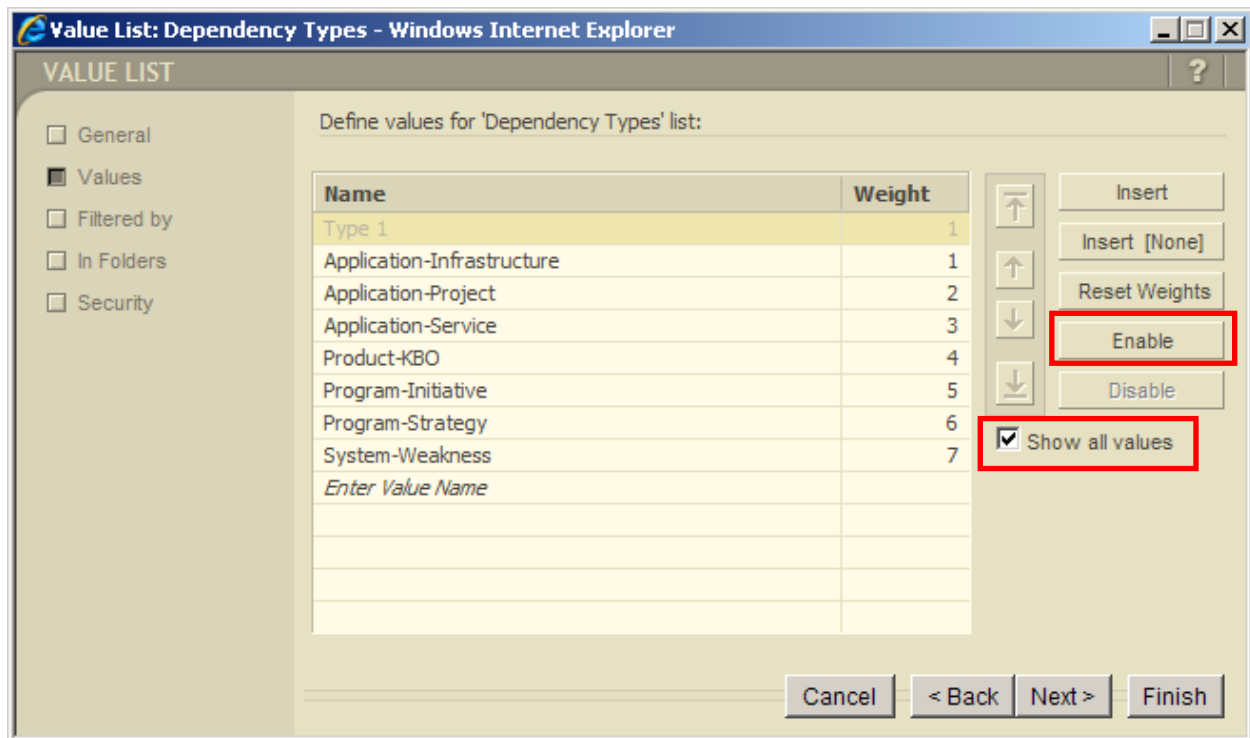 Value List: Dependency Types - Windows Internet Explorer
VALUE LIST
?
General
Values
Filtered by
In Folders
Security
Define values for 'Dependency Types' list:
Name Weight
Type 1 1
Application-Infrastructure 1
Application-Project 2
Application-Service 3
Product-KBO 4
Program-Initiative 5
Program-Strategy 6
System-Weakness 7
Enter Value Name
Insert
Insert [None]
Reset Weights
Enable
Disable
Show all values
Cancel < Back Next > Finish